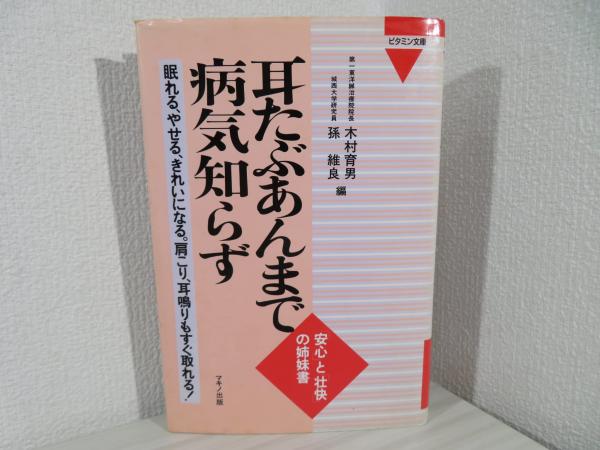 ビタミン文庫
第一東洋鍼治療院院長
木村育男
城西大学研究員
孫維良
編
耳たぶあんまで
病気知らず
眠れる、やせる、きれいになる。肩こり、耳鳴りもすぐ取れる!
「安心」と「壮快」
の姉妹書
マキノ出版